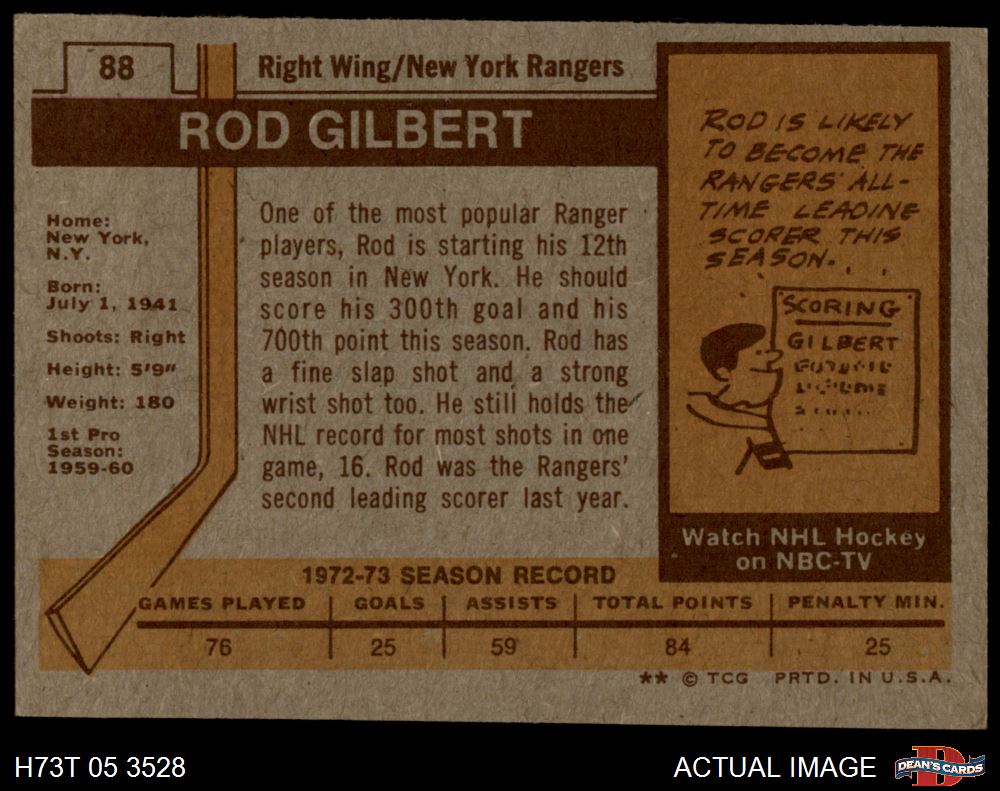 88
Right Wing/New York Rangers
ROD GILBERT
Home:
New York,
N.Y.
Born:
July 1, 1941
Shoots: Right
Height: 5'9"
Weight: 180
1st Pro
Season:
1959-60
One of the most popular Ranger
players, Rod is starting his 12th
season in New York. He should
score his 300th goal and his
700th point this season. Rod has
a fine slap shot and a strong
wrist shot too. He still holds the
NHL record for most shots in one
game, 16. Rod was the Rangers'
second leading scorer last year.
ROD IS LIKELY
TO BECOME THE
RANGERS' ALL-
TIME LEADING
SCORER THIS
SEASON.
SCORING
GILBERT
Watch NHL Hockey
on NBC-TV
1972-73 SEASON RECORD
GAMES PLAYED GOALS ASSISTS TOTAL POINTS PENALTY MIN.
76 25 59 84 25
** © TCG PRTD. IN U.S.A.
H73T 05 3528
ACTUAL IMAGE
DEAN'S CARDS